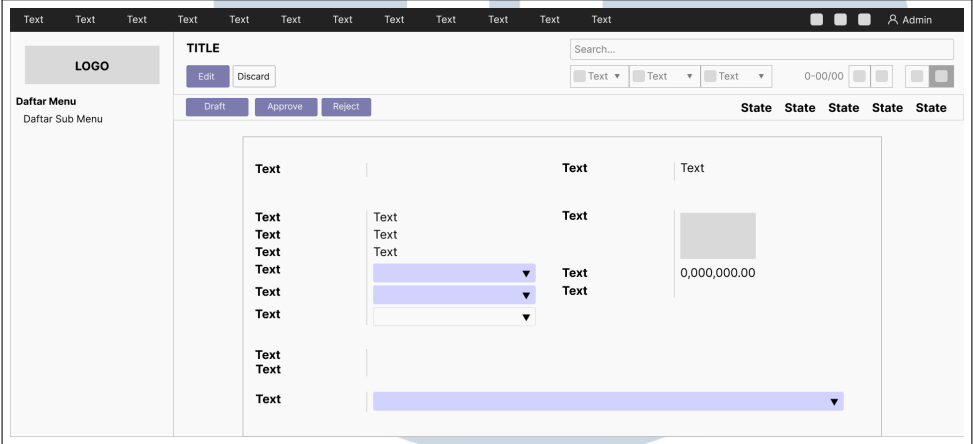 Text Text Text Text Text Text Text Text Text Text Text Text Admin
LOGO
Daftar Menu
Daftar Sub Menu
TITLE
Search...
Edit Discard
Text Text Text 0-00/00
Draft Approve Reject
State State State State State
Text Text Text
Text Text Text
Text Text
Text Text
Text
Text 0,000,000.00
Text Text
Text
Text
Text
Text